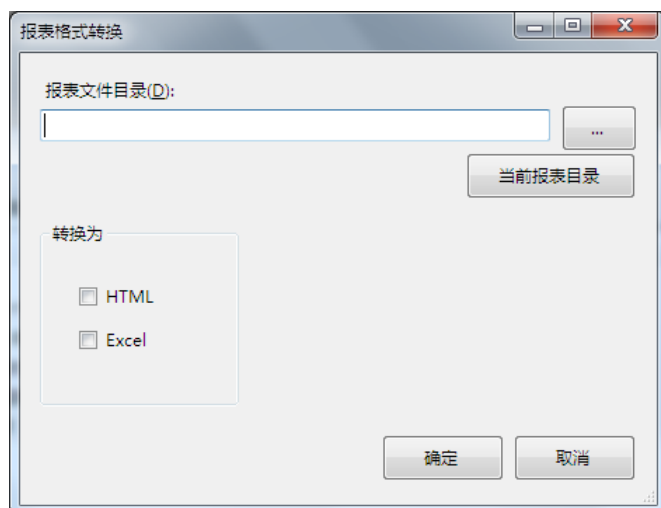 报表格式转换
报表文件目录(D):
...
当前报表目录
转换为
HTML
Excel
确定
取消